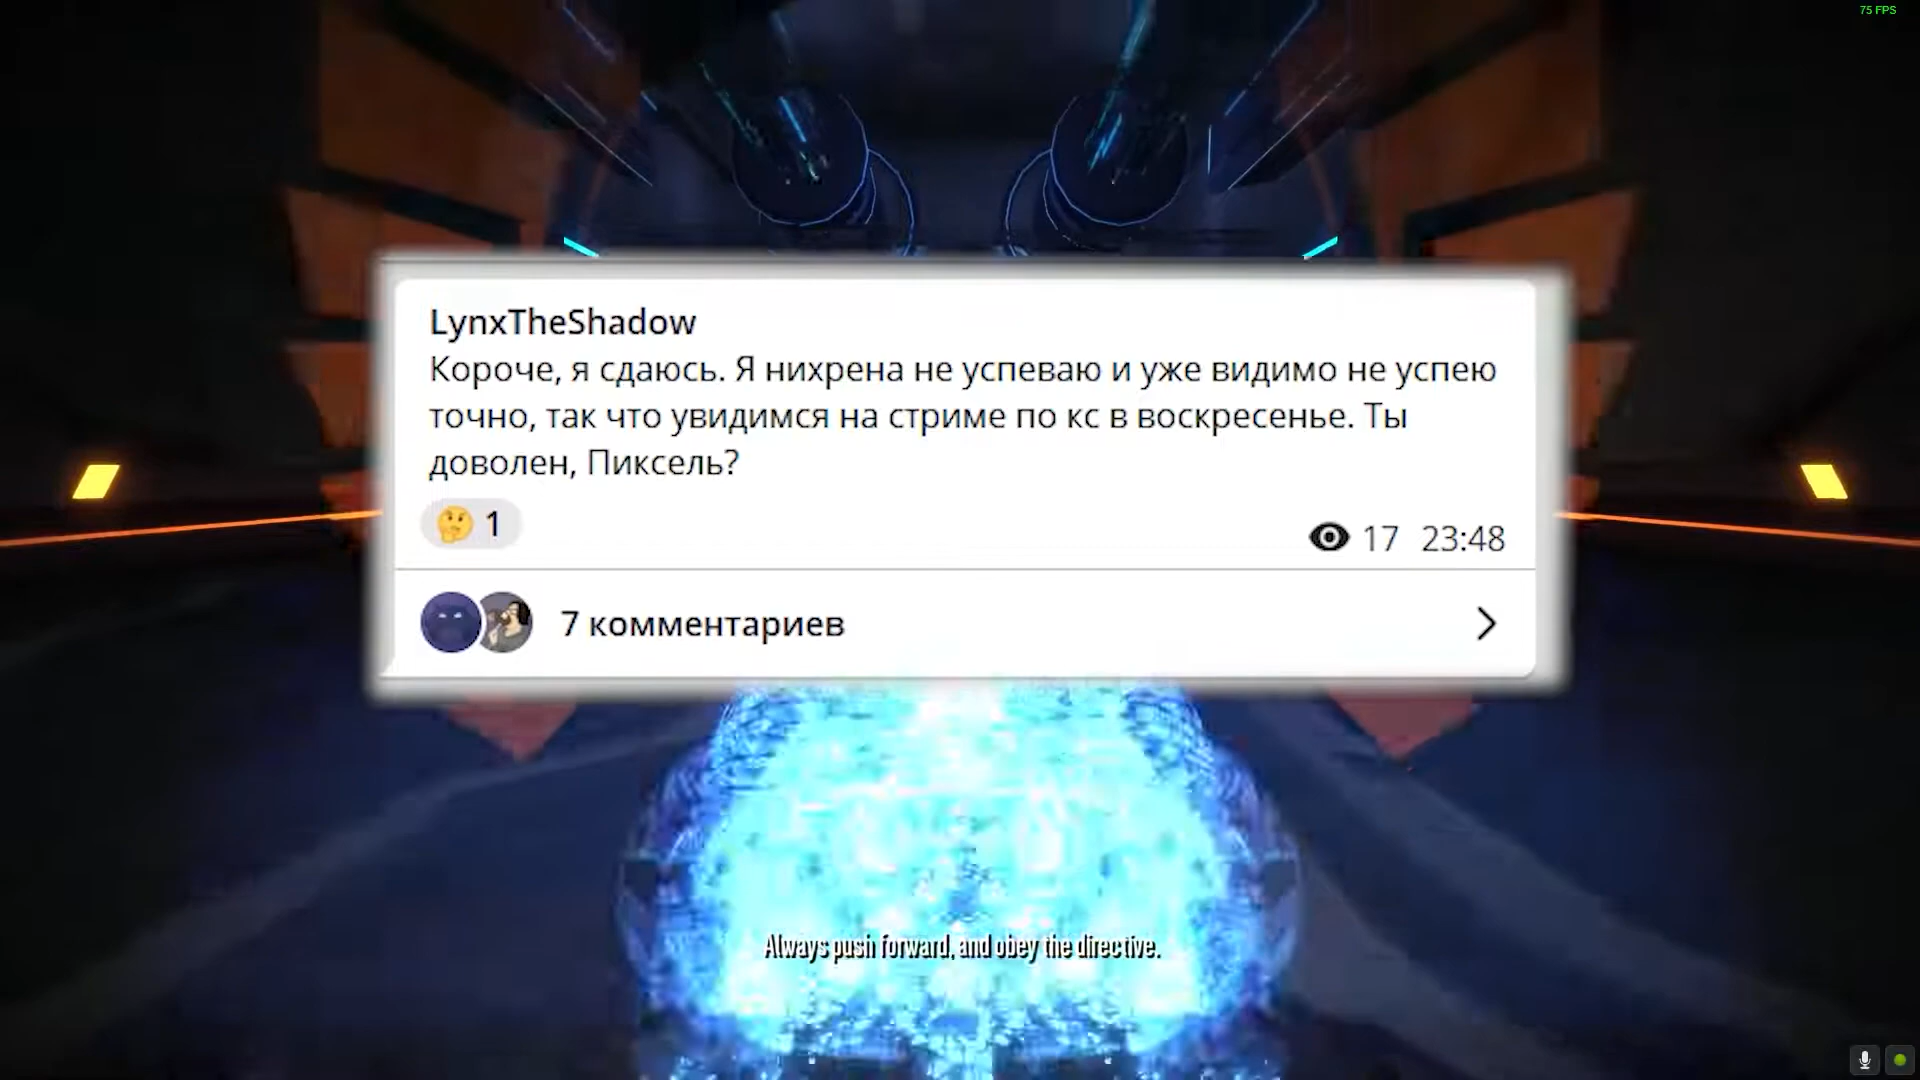 75 FPS
LynxTheShadow
Короче, я сдаюсь. Я нихрена не успеваю и уже видимо не успею
точно, так что увидимся на стриме по кс в воскресенье. Ты
доволен, Пиксель?
🤔 1
17 23:48
7 комментариев
Always push forward, and obey the directive.